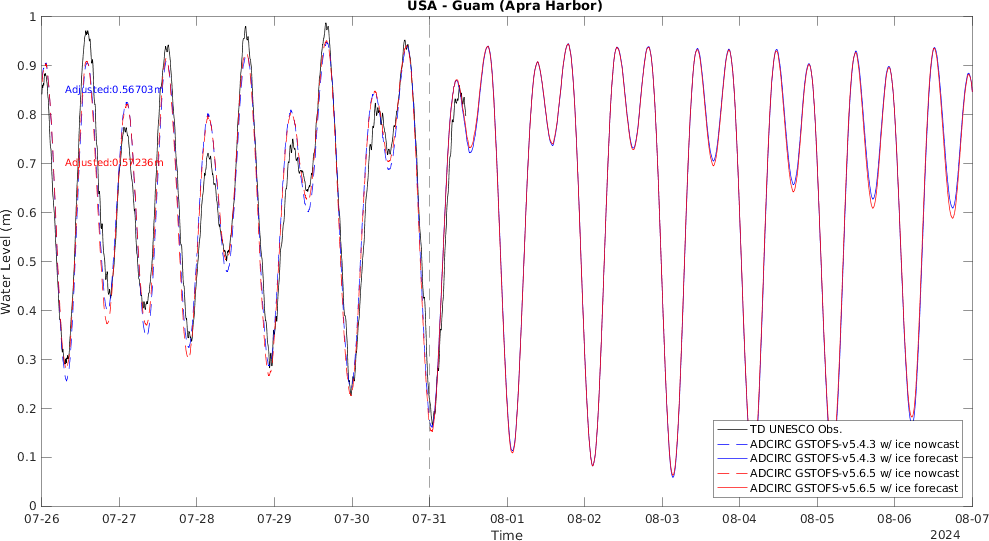 USA - Guam (Apra Harbor)
1
0.9
0.8
0.7
0.6
0.5
0.4
0.3
0.2
0.1
0
Water Level (m)
Adjusted:0.56703m
Adjusted:0.57236m
TD UNESCO Obs.
ADCIRC GSTOFS-v5.4.3 w/ ice nowcast
ADCIRC GSTOFS-v5.4.3 w/ ice forecast
ADCIRC GSTOFS-v5.6.5 w/ ice nowcast
ADCIRC GSTOFS-v5.6.5 w/ ice forecast
07-26 07-27 07-28 07-29 07-30 07-31 08-01 08-02 08-03 08-04 08-05 08-06 08-07
Time
2024